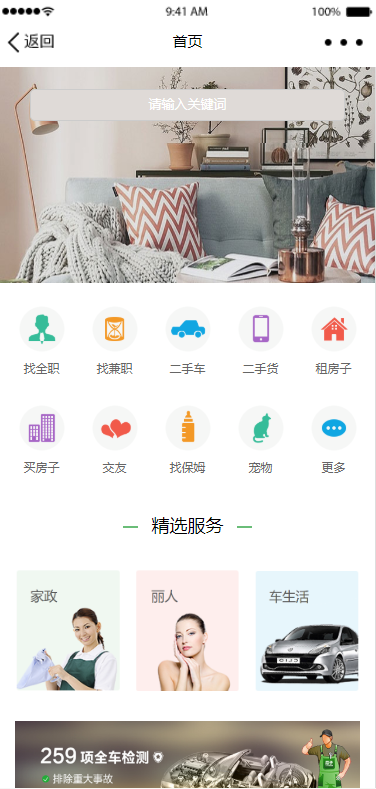 9:41 AM 100%
返回 首页
请输入关键词
找全职 找兼职 二手车 二手货 租房子
买房子 交友 找保姆 宠物 更多
精选服务
家政 丽人 车生活
259项全车检测
排除重大事故